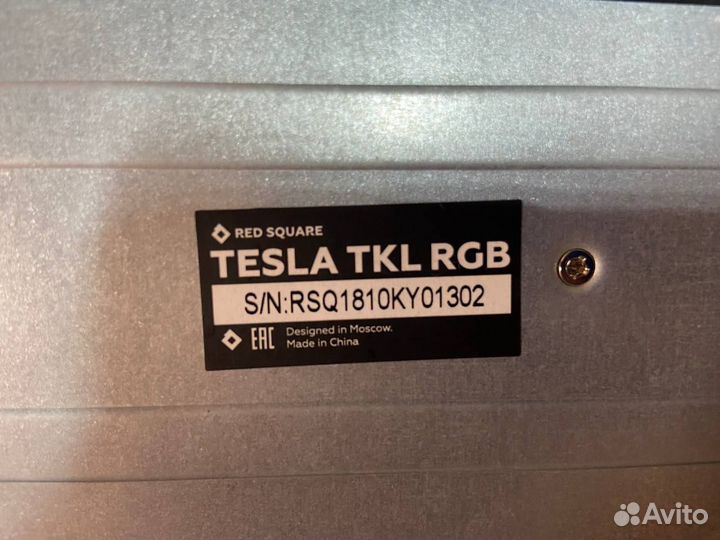 RED SQUARE
TESLA TKL RGB
S/N:RSQ1810KY01302
EAC Designed in Moscow.
Made in China
Avito